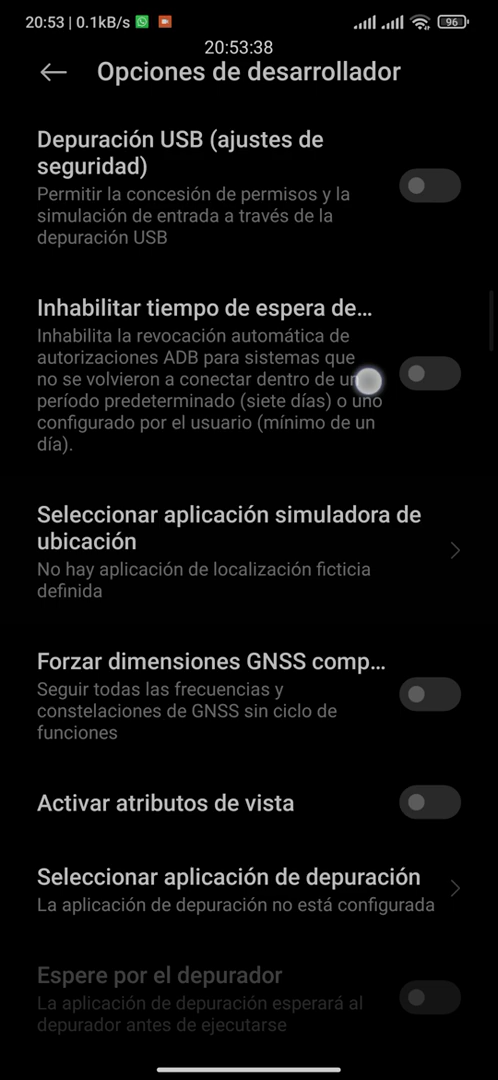 20:53 | 0.1kB/s
96
20:53:38
Opciones de desarrollador
Depuración USB (ajustes de
seguridad)
Permitir la concesión de permisos y la
simulación de entrada a través de la
depuración USB
Inhabilitar tiempo de espera de...
Inhabilita la revocación automática de
autorizaciones ADB para sistemas que
no se volvieron a conectar dentro de un
período predeterminado (siete días) o uno
configurado por el usuario (mínimo de un
día).
Seleccionar aplicación simuladora de
ubicación
No hay aplicación de localización ficticia
definida
Forzar dimensiones GNSS comp...
Seguir todas las frecuencias y
constelaciones de GNSS sin ciclo de
funciones
Activar atributos de vista
Seleccionar aplicación de depuración
La aplicación de depuración no está configurada
Espere por el depurador
La aplicación de depuración esperará al
depurador antes de ejecutarse